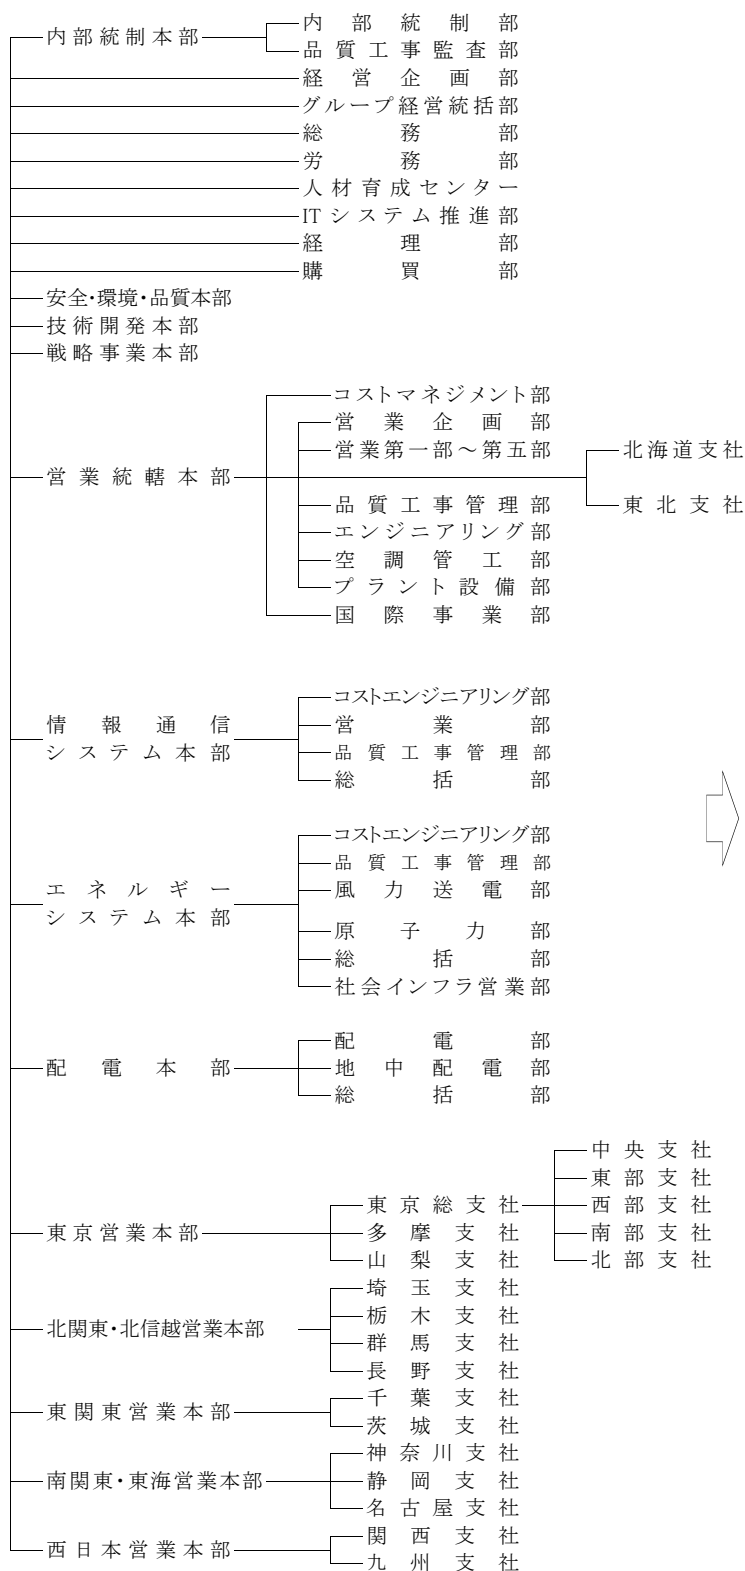 内部統制部
内部統制本部
品質工事監査部
経営企画部
グループ経営統括部
総務部
労務部
人材育成センター
ITシステム推進部
経理部
購買部
安全・環境・品質本部
技術開発本部
戦略事業本部
コストマネジメント部
営業企画部
営業第一部~第五部
北海道支社
営業統轄本部
品質工事管理部
東北支社
エンジニアリング部
空調管工部
プラント設備部
国際事業部
コストエンジニアリング部
情報通信
営業部
システム本部
品質工事管理部
総括部
コストエンジニアリング部
品質工事管理部
エネルギー
風力送電部
システム本部
原子力部
総括部
社会インフラ営業部
配電部
配電本部
地中配電部
総括部
中央支社
東部支社
東京総支社
西部支社
東京営業本部
多摩支社
南部支社
山梨支社
北部支社
埼玉支社
北関東・北信越営業本部
栃木支社
群馬支社
長野支社
千葉支社
東関東営業本部
茨城支社
神奈川支社
南関東・東海営業本部
静岡支社
名古屋支社
関西支社
西日本営業本部
九州支社